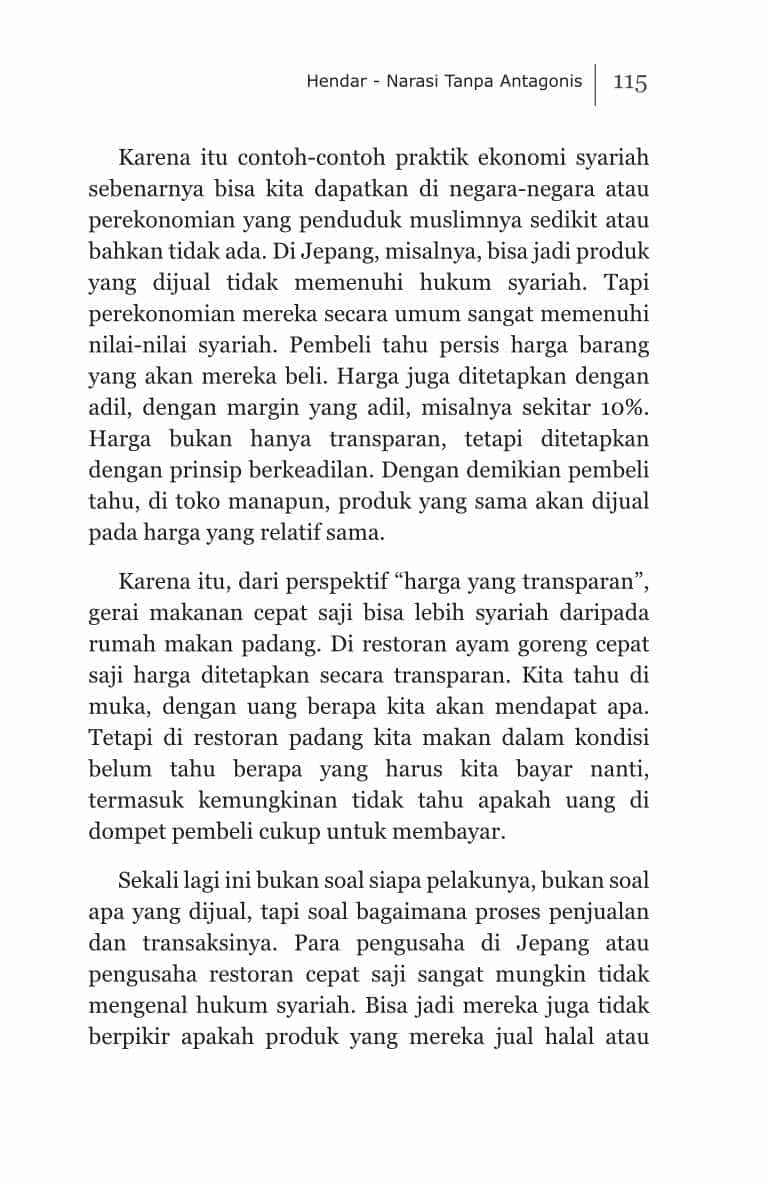 Hendar - Narasi Tanpa Antagonis 115
Karena itu contoh-contoh praktik ekonomi syariah
sebenarnya bisa kita dapatkan di negara-negara atau
perekonomian yang penduduk muslimnya sedikit atau
bahkan tidak ada. Di Jepang, misalnya, bisa jadi produk
yang dijual tidak memenuhi hukum syariah. Tapi
perekonomian mereka secara umum sangat memenuhi
nilai-nilai syariah. Pembeli tahu persis harga barang
yang akan mereka beli. Harga juga ditetapkan dengan
adil, dengan margin yang adil, misalnya sekitar 10%.
Harga bukan hanya transparan, tetapi ditetapkan
dengan prinsip berkeadilan. Dengan demikian pembeli
tahu, di toko manapun, produk yang sama akan dijual
pada harga yang relatif sama.
Karena itu, dari perspektif “harga yang transparan”,
gerai makanan cepat saji bisa lebih syariah daripada
rumah makan padang. Di restoran ayam goreng cepat
saji harga ditetapkan secara transparan. Kita tahu di
muka, dengan uang berapa kita akan mendapat apa.
Tetapi di restoran padang kita makan dalam kondisi
belum tahu berapa yang harus kita bayar nanti,
termasuk kemungkinan tidak tahu apakah uang di
dompet pembeli cukup untuk membayar.
Sekali lagi ini bukan soal siapa pelakunya, bukan soal
apa yang dijual, tapi soal bagaimana proses penjualan
dan transaksinya. Para pengusaha di Jepang atau
pengusaha restoran cepat saji sangat mungkin tidak
mengenal hukum syariah. Bisa jadi mereka juga tidak
berpikir apakah produk yang mereka jual halal atau